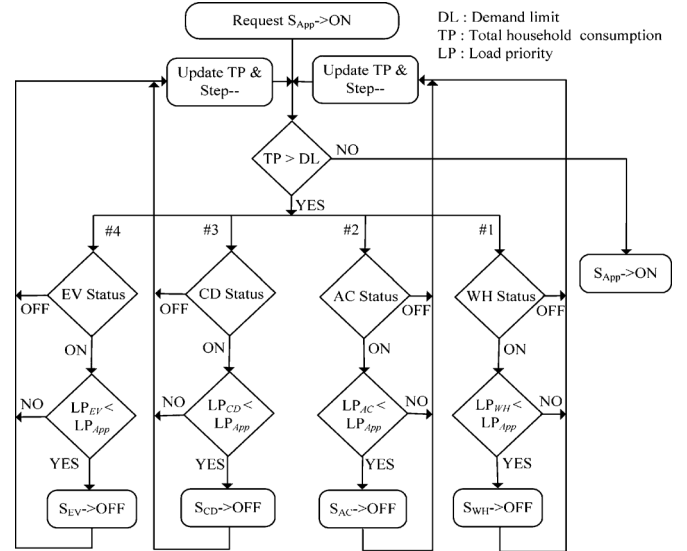 Request S_App->ON
DL : Demand limit
TP : Total household consumption
LP : Load priority
Update TP &
Step--
Update TP &
Step--
TP > DL
NO
YES
#4
#3
#2
#1
S_App->ON
EV Status
CD Status
AC Status
WH Status
OFF
OFF
OFF
OFF
ON
ON
ON
ON
NO
LP_EV<
LP_App
NO
LP_CD<
LP_App
LP_AC<
LP_App
NO
LP_WH<
LP_App
NO
YES
YES
YES
YES
S_EV->OFF
S_CD->OFF
S_AC->OFF
S_WH->OFF